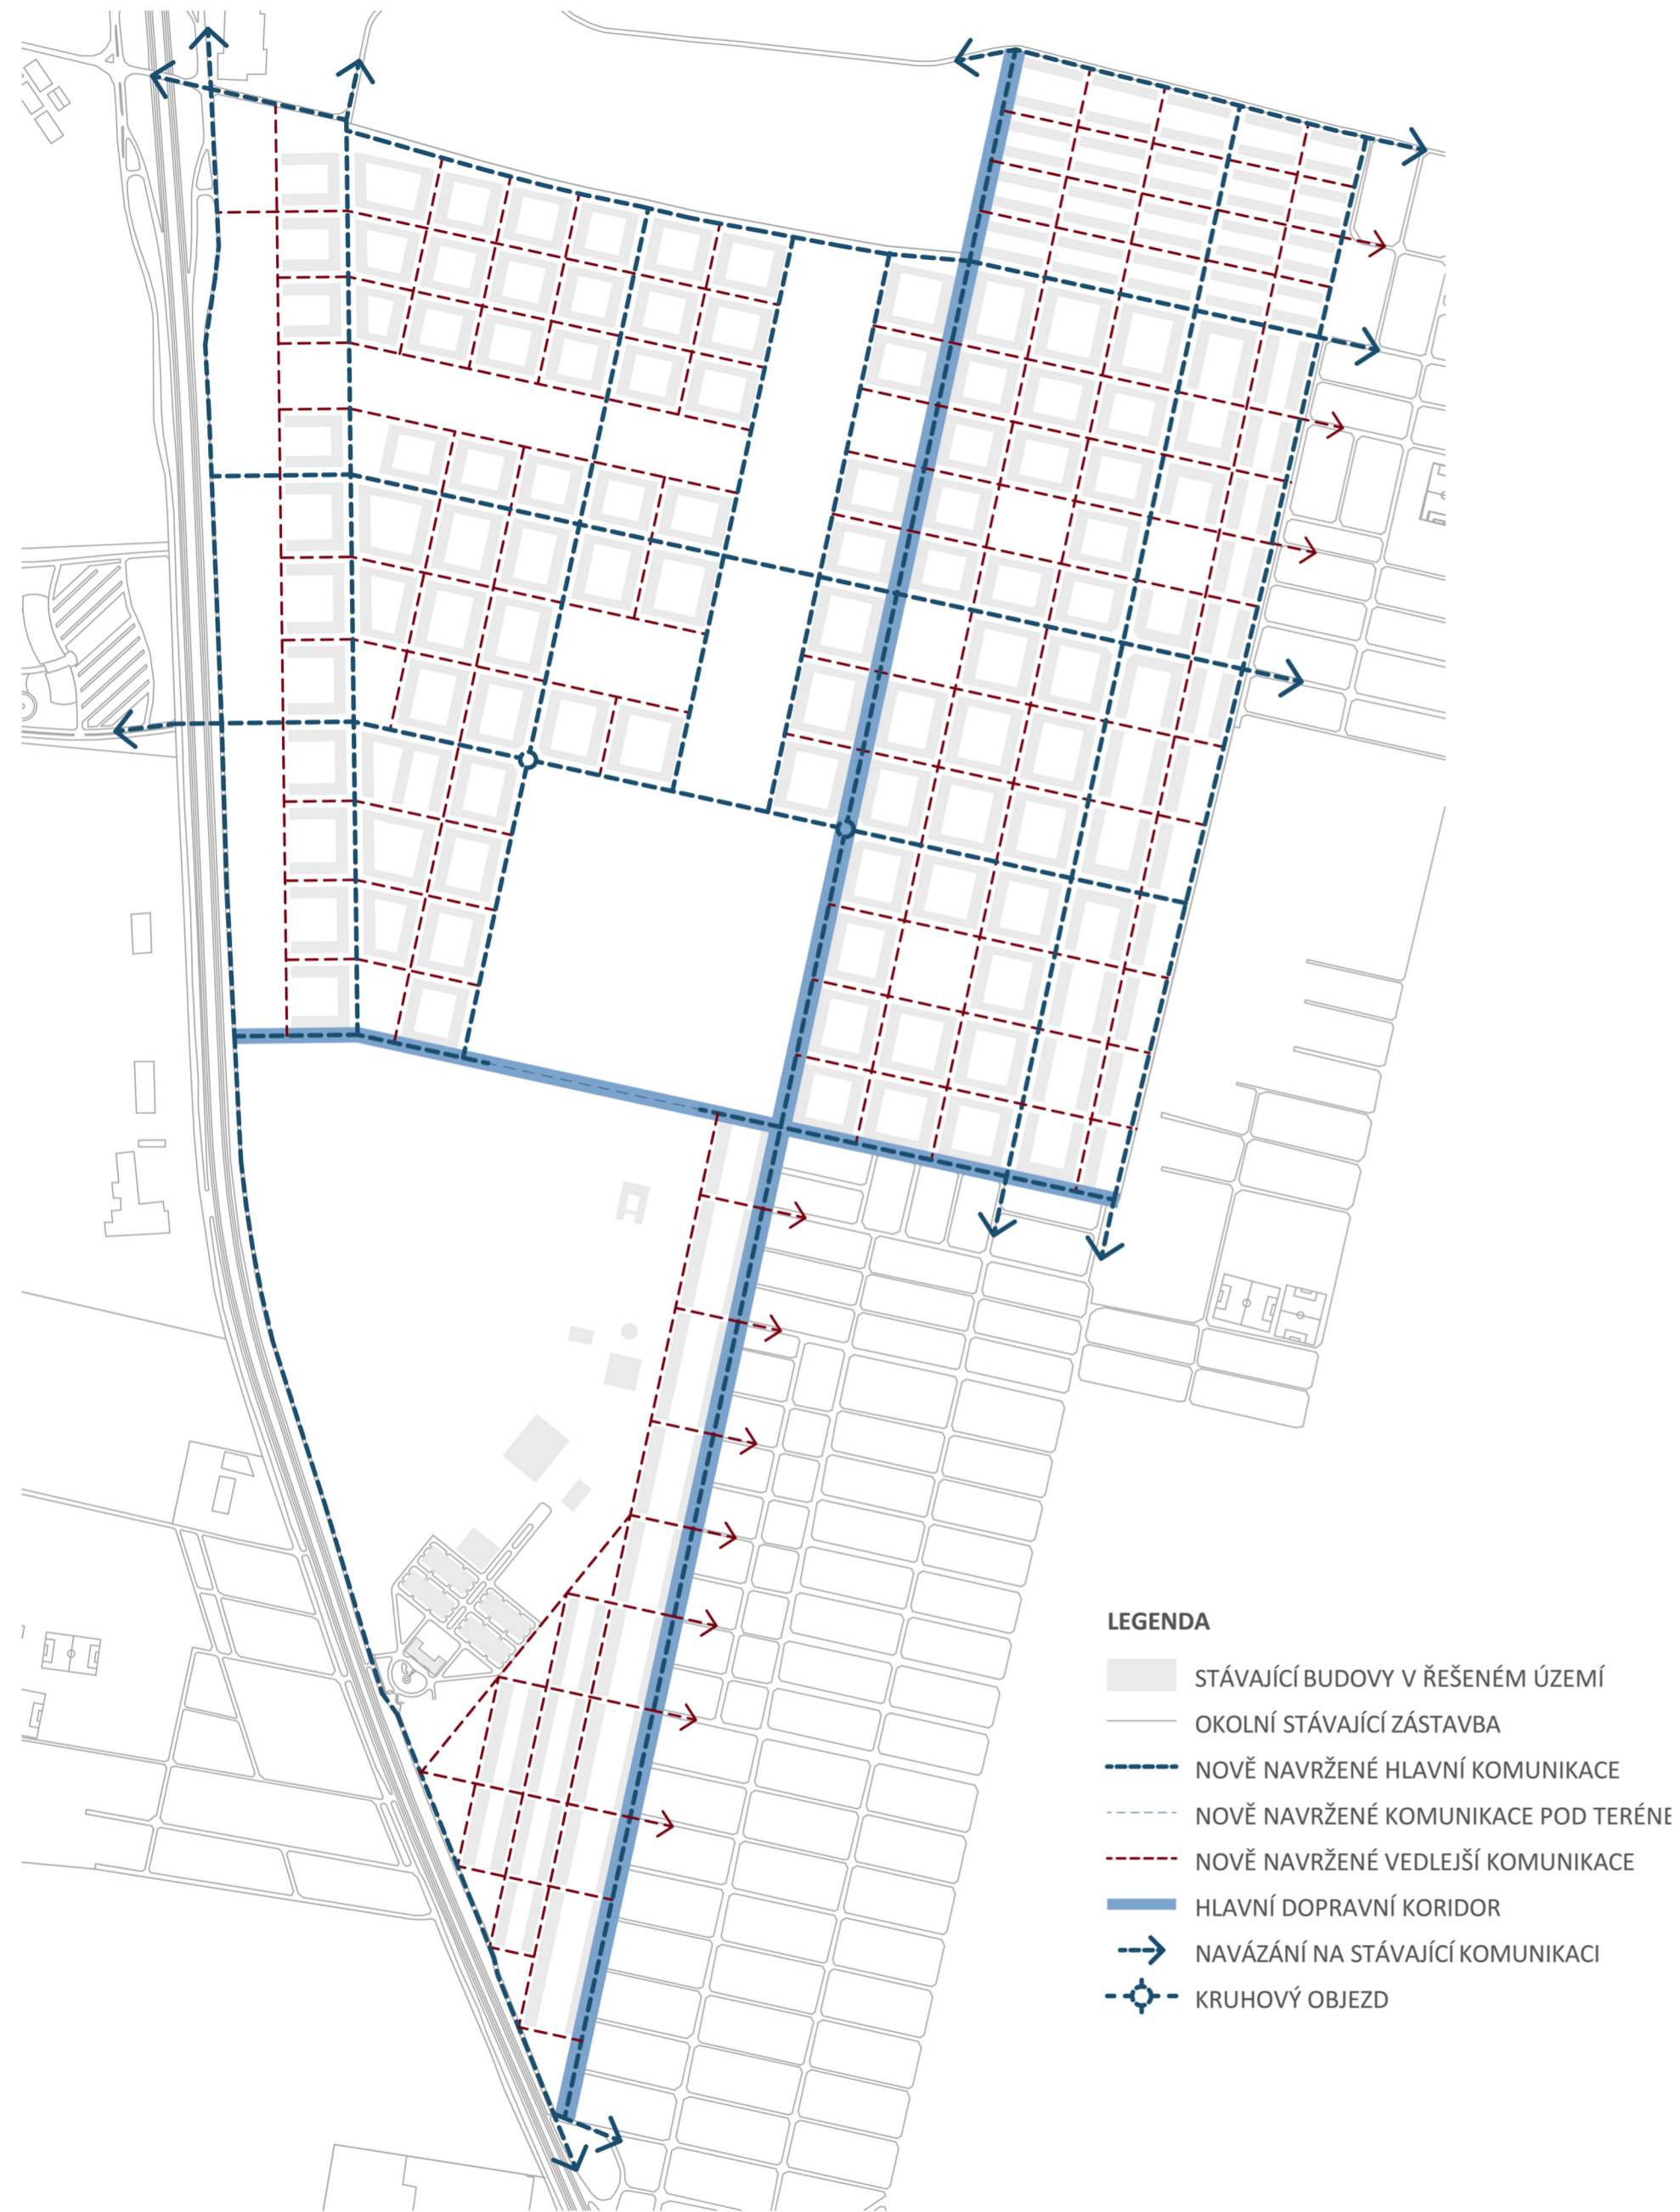 LEGENDA
STÁVAJÍCÍ BUDOVY V ŘEŠENÉM ÚZEMÍ
OKOLNÍ STÁVAJÍCÍ ZÁSTAVBA
NOVĚ NAVRŽENÉ HLAVNÍ KOMUNIKACE
NOVĚ NAVRŽENÉ KOMUNIKACE POD TERÉNE
NOVĚ NAVRŽENÉ VEDLEJŠÍ KOMUNIKACE
HLAVNÍ DOPRAVNÍ KORIDOR
NAVÁZÁNÍ NA STÁVAJÍCÍ KOMUNIKACI
KRUHOVÝ OBJEZD